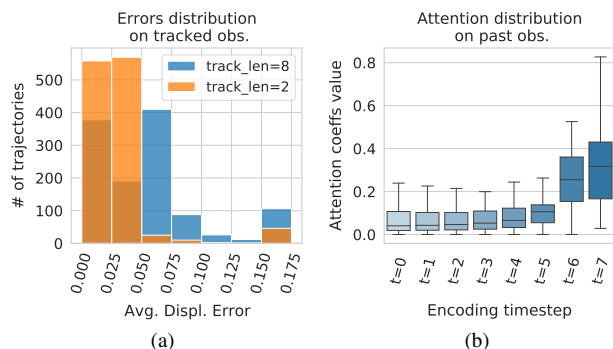 Errors distribution
on tracked obs.
track_len=8
track_len=2
# of trajectories
500
400
300
200
100
0
0.000
0.025
0.050
0.075
0.100
0.125
0.150
0.175
Avg. Displ. Error
(a)
Attention distribution
on past obs.
Attention coeffs value
0.8
0.6
0.4
0.2
0.0
t=0
t=1
t=2
t=3
t=4
t=5
t=6
t=7
Encoding timestep
(b)